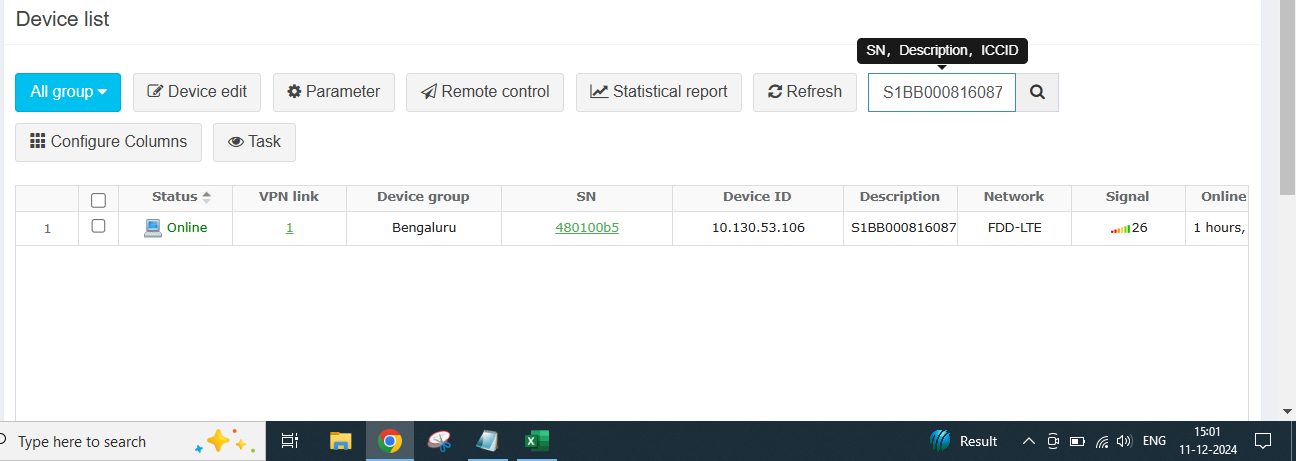 Device list
SN, Description, ICCID
All group
Device edit
Parameter
Remote control
Statistical report
Refresh
S1BB000816087
Configure Columns
Task
Status VPN link Device group SN Device ID Description Network Signal Online
1 Online 1 Bengaluru 480100b5 10.130.53.106 S1BB000816087 FDD-LTE 26 1 hours,
Type here to search
Result
ENG
15:01
11-12-2024